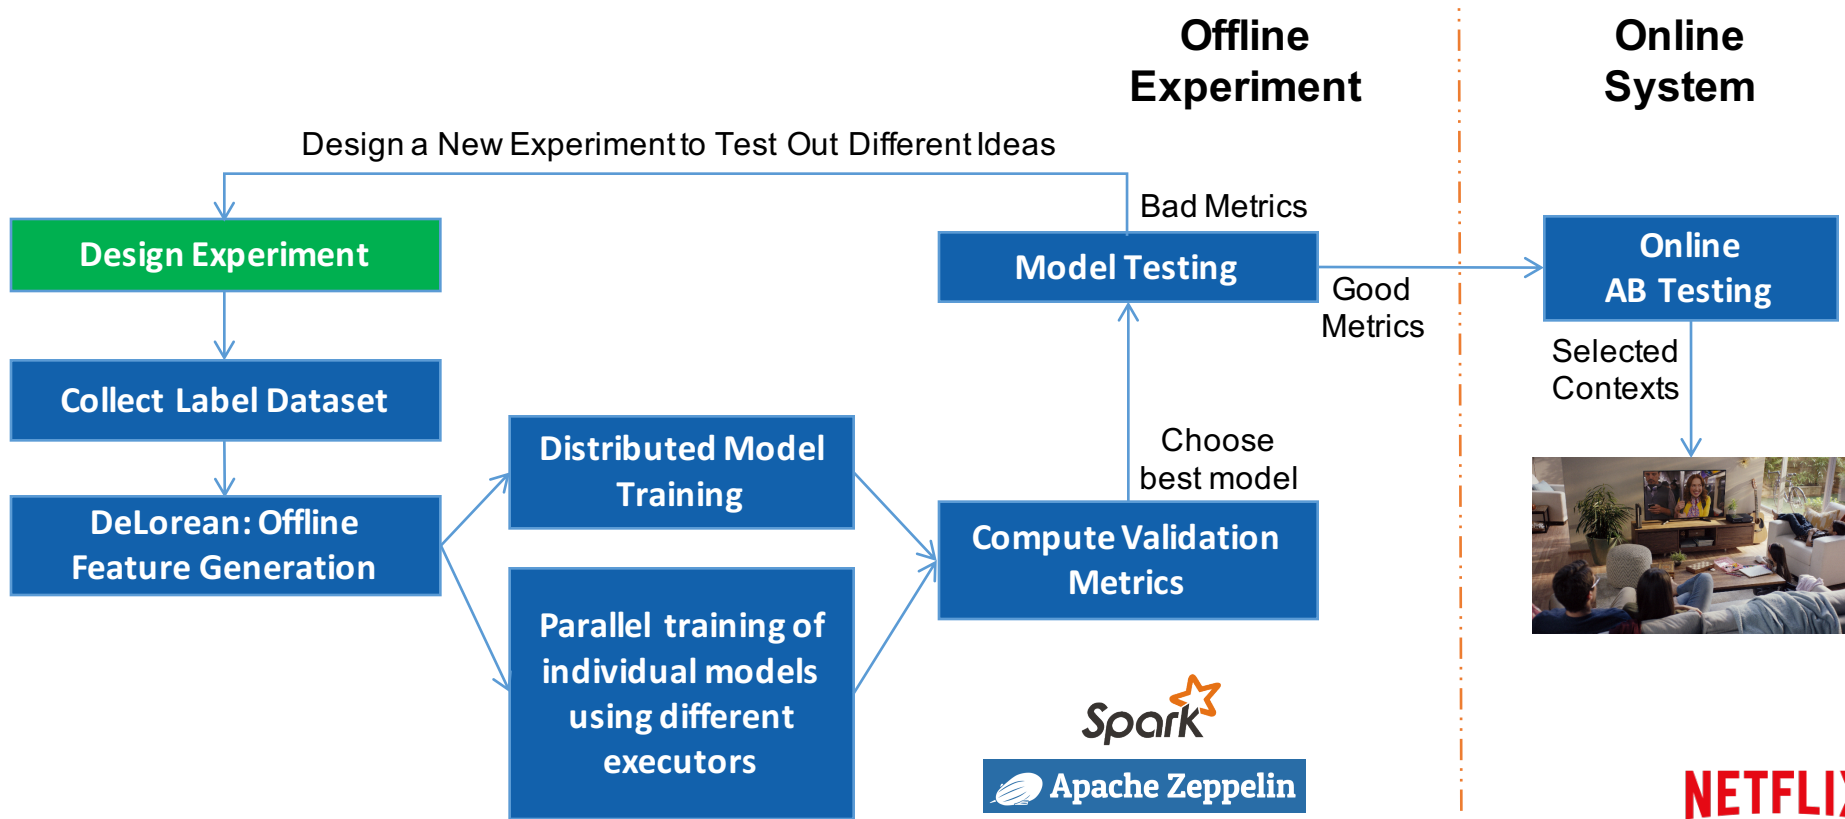 Offline
Experiment
Online
System
Design a New Experiment to Test Out Different Ideas
Bad Metrics
Design Experiment
Model Testing
Online
AB Testing
Good
Metrics
Selected
Contexts
Collect Label Dataset
Distributed Model
Training
Choose
best model
DeLorean: Offline
Feature Generation
Compute Validation
Metrics
Parallel training of
individual models
using different
executors
Spark
Apache Zeppelin
NETFLIX